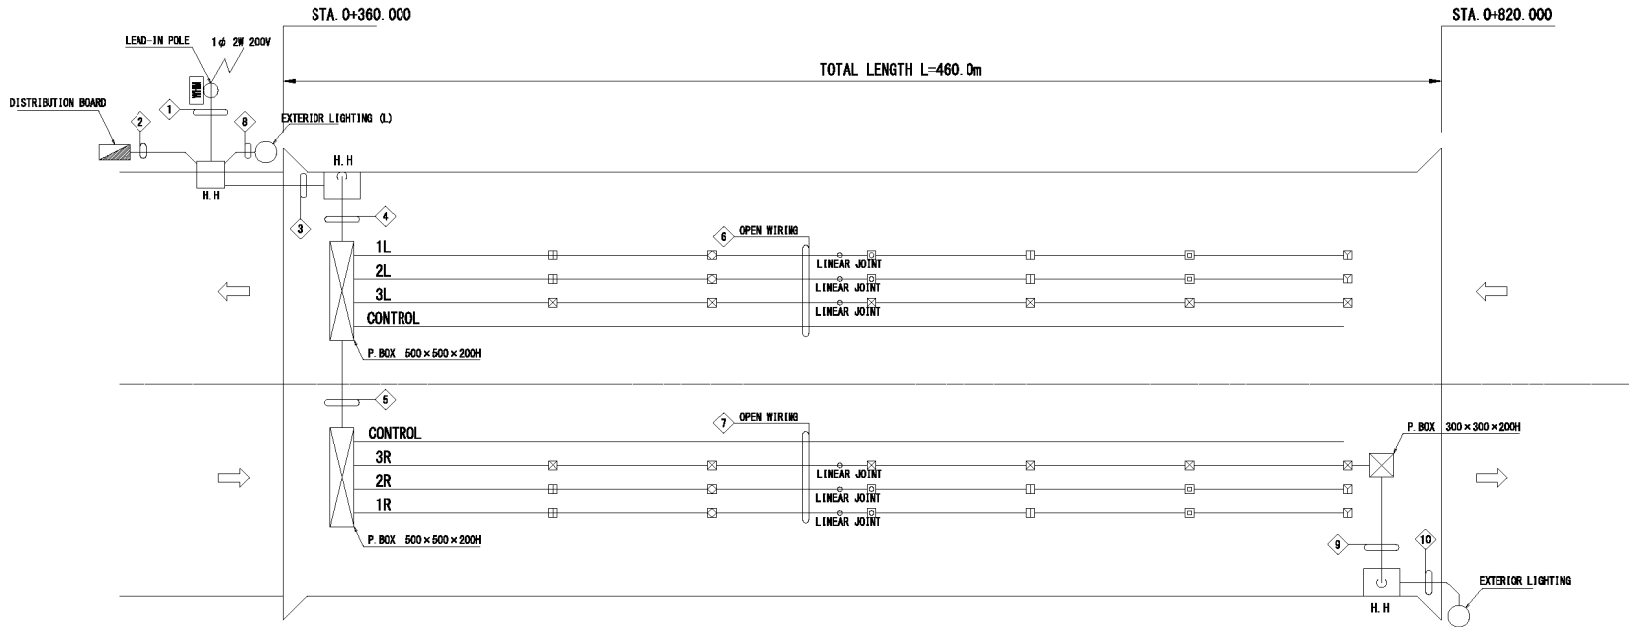 STA. 0+360.000
STA. 0+820.000
LEAD-IN POLE
1φ 2W 200V
TOTAL LENGTH L=460.0m
WHM
DISTRIBUTION BOARD
1
2
8
EXTERIOR LIGHTING (L)
H.H
H.H
3
4
1L
6
OPEN WIRING
LINEAR JOINT
2L
LINEAR JOINT
3L
LINEAR JOINT
CONTROL
P.BOX 500×500×200H
5
7
OPEN WIRING
CONTROL
P.BOX 300×300×200H
3R
LINEAR JOINT
2R
LINEAR JOINT
1R
LINEAR JOINT
P.BOX 500×500×200H
9
10
EXTERIOR LIGHTING
H.H